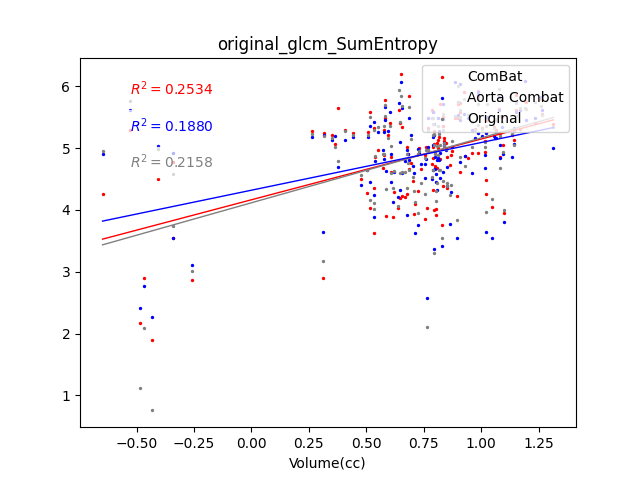 original_glcm_SumEntropy
R² = 0.2534
R² = 0.1880
R² = 0.2158
ComBat
Aorta Combat
Original
6
5
4
3
2
1
−0.50 −0.25 0.00 0.25 0.50 0.75 1.00 1.25
Volume(cc)